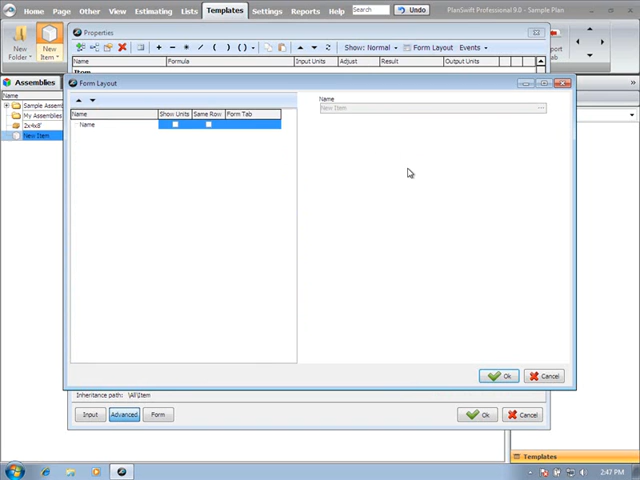 Home Page Other View Estimating Lists Templates Settings Reports Help Search Undo PlanSwift Professional 9.0 - Sample Plan
New Folder
New Item
Properties
Show: Normal Form Layout Events
Name Formula Input Units Adjust Result Output Units
Item
Assemblies
Name
Sample Assem
My Assemblies
2x4x8'
New Item
Form Layout
Name Show Units Same Row Form Tab
Name
Name
New Item
Ok Cancel
Inheritance path: \All\Item
Input Advanced Form Ok Cancel
Templates
2:47 PM